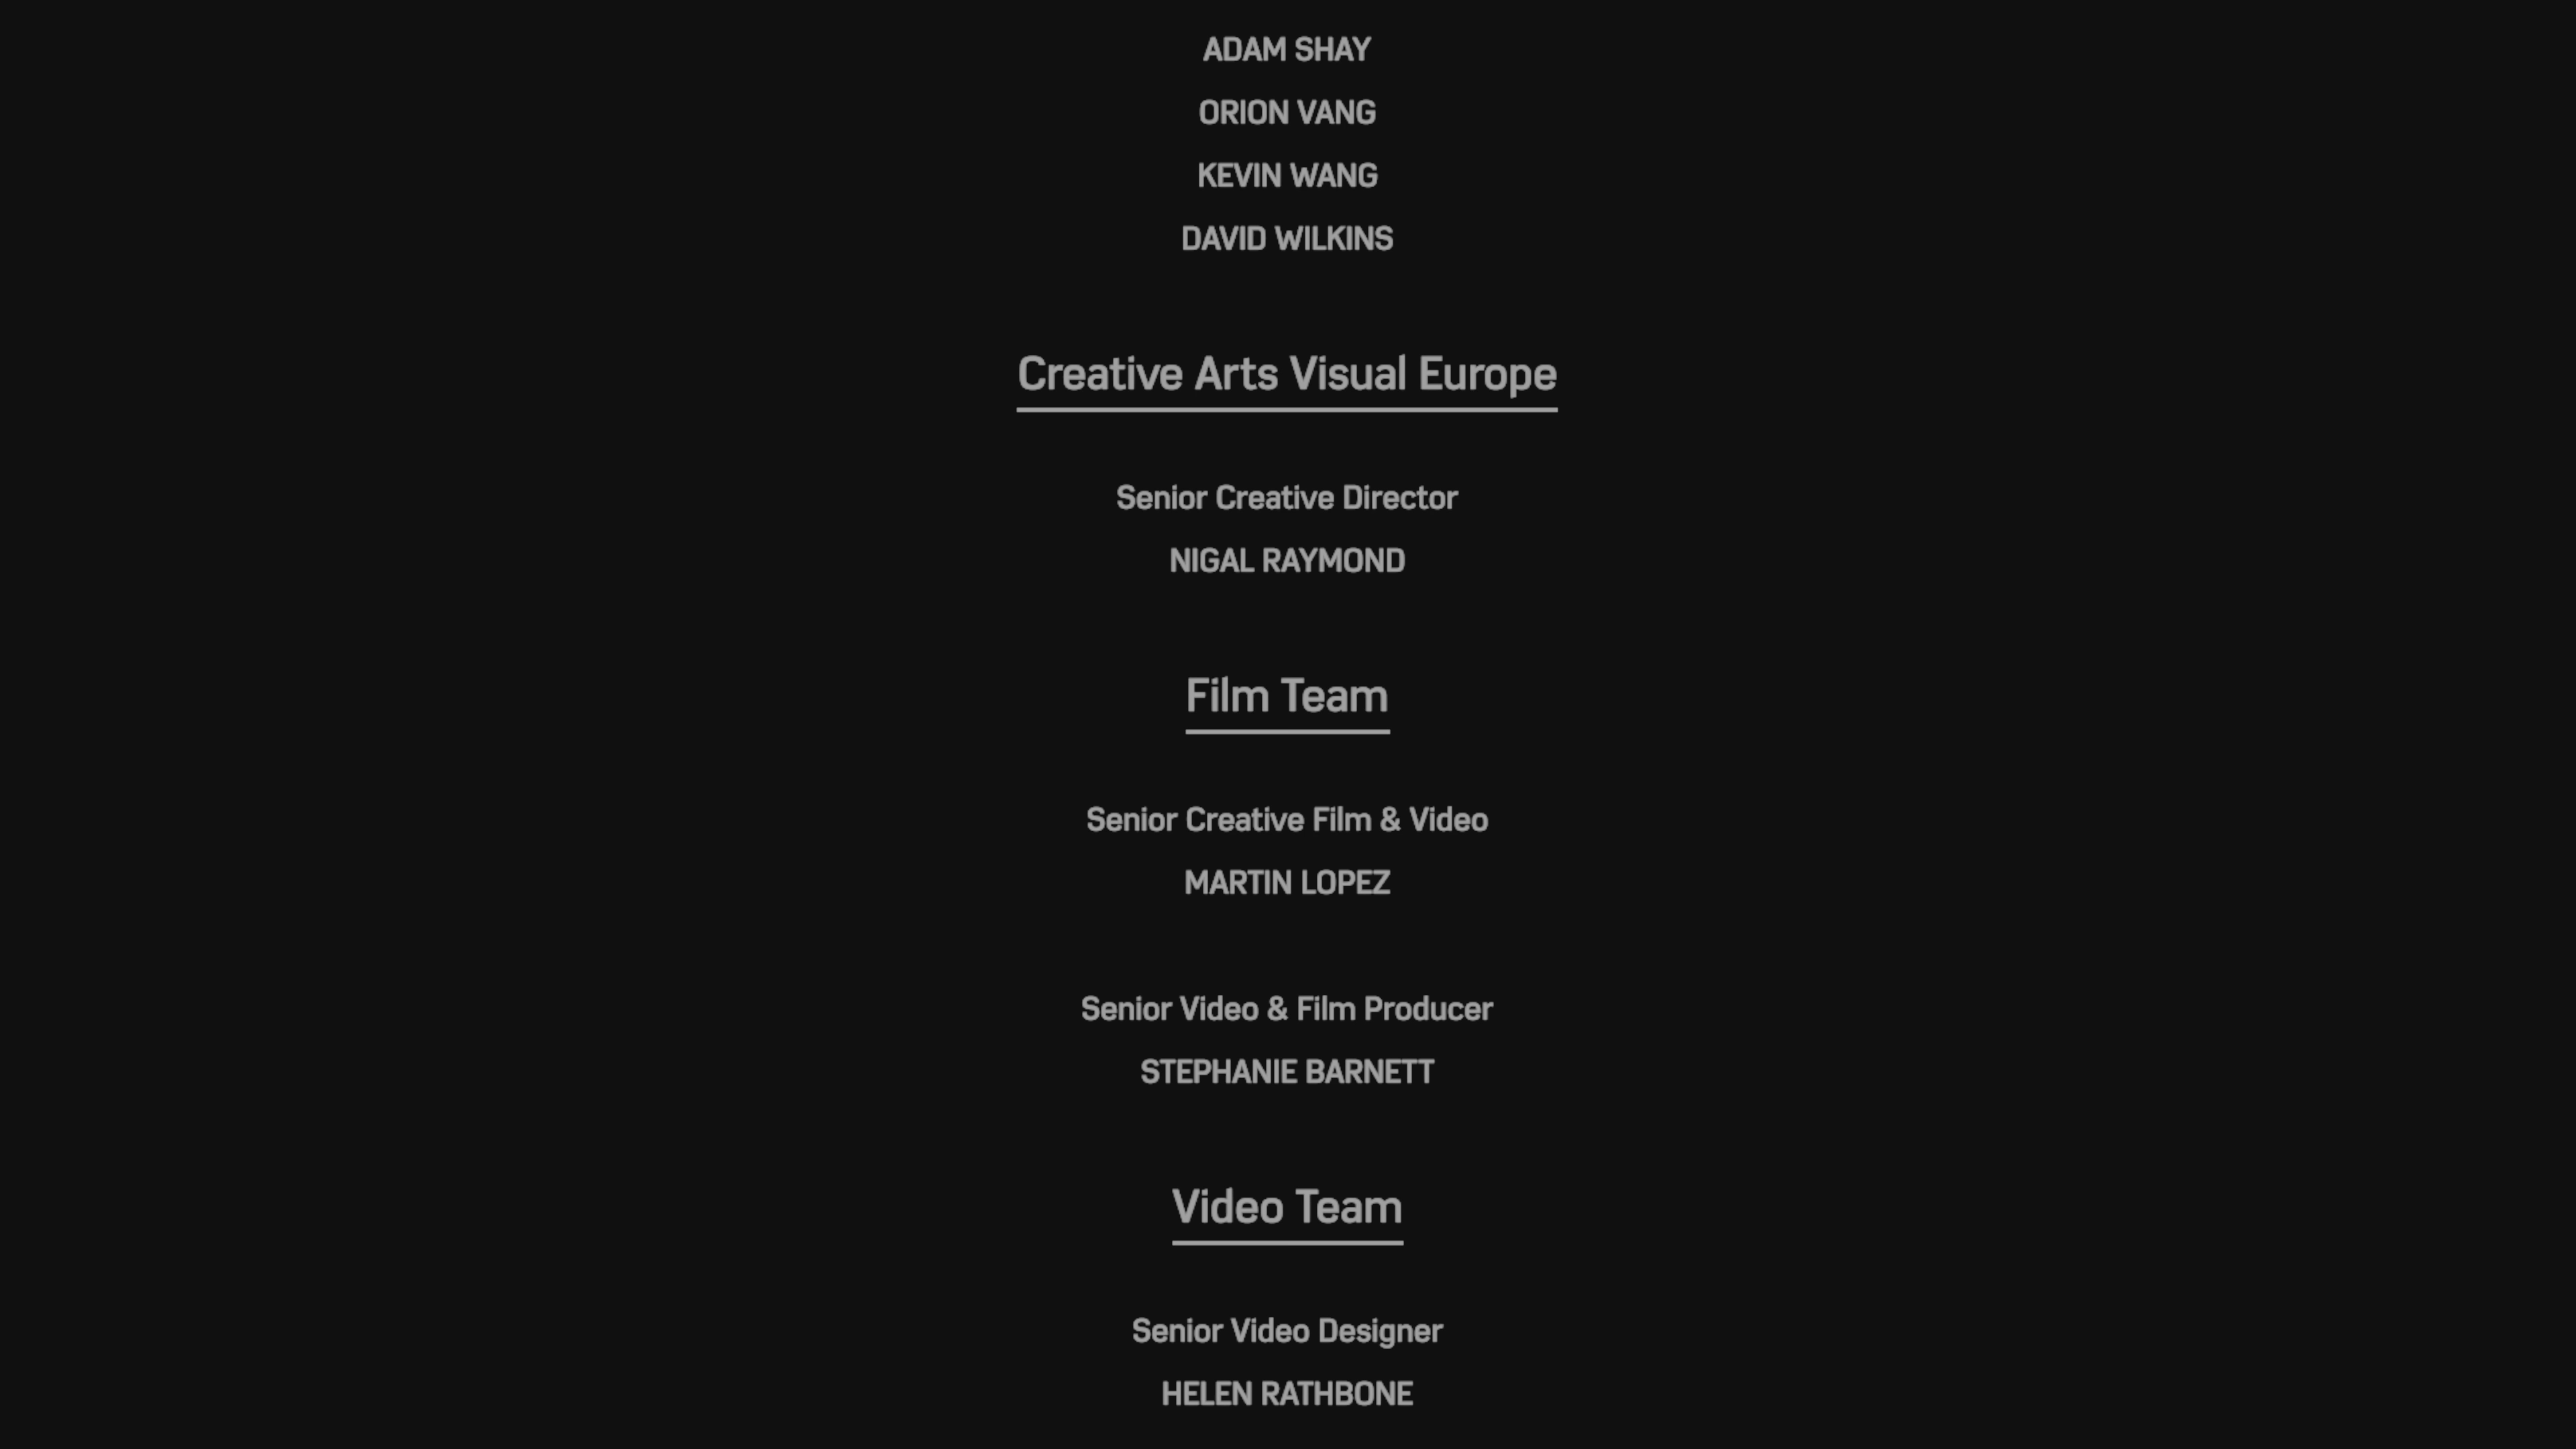 ADAM SHAY
ORION VANG
KEVIN WANG
DAVID WILKINS
Creative Arts Visual Europe
Senior Creative Director
NIGAL RAYMOND
Film Team
Senior Creative Film & Video
MARTIN LOPEZ
Senior Video & Film Producer
STEPHANIE BARNETT
Video Team
Senior Video Designer
HELEN RATHBONE